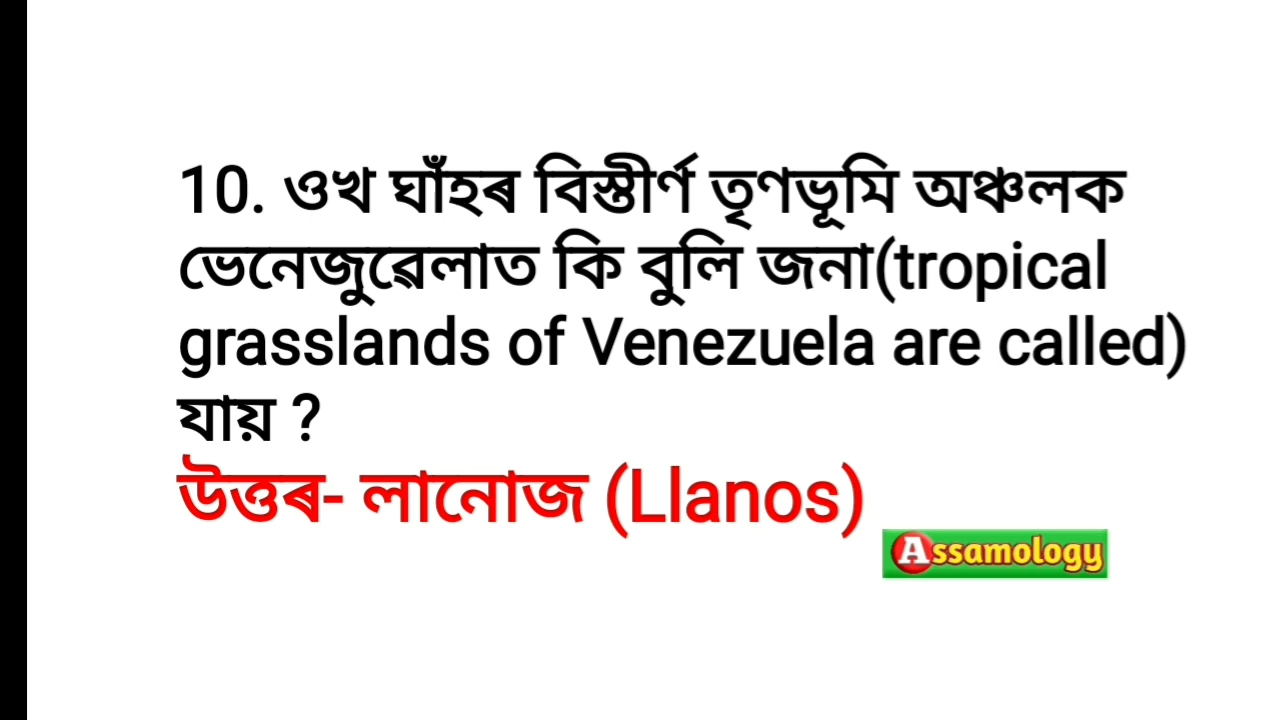 10. ওখ ঘাঁহৰ বিস্তীৰ্ণ তৃণভূমি অঞ্চলক
ভেনেজুৱেলাত কি বুলি জনা(tropical
grasslands of Venezuela are called)
যায় ?
উত্তৰ- লানোজ (Llanos)
Assamology